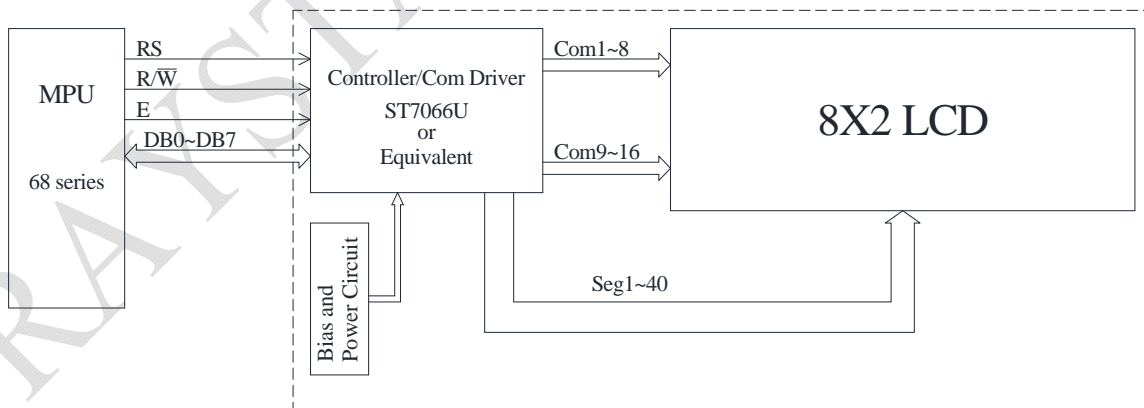 MPU
68 series
RS
R/W̅
E
DB0~DB7
Controller/Com Driver
ST7066U
or
Equivalent
Bias and
Power Circuit
Com1~8
Com9~16
Seg1~40
8X2 LCD
RAYSTA